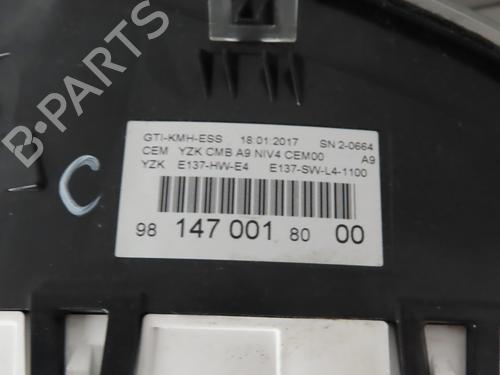 GTI-KMH-ESS 18.01.2017 SN 2-0664
CEM YZK CMB A9 NIV4 CEM00 A9
YZK E137-HW-E4 E137-SW-L4-1100
98 147 001 80 00
C
B